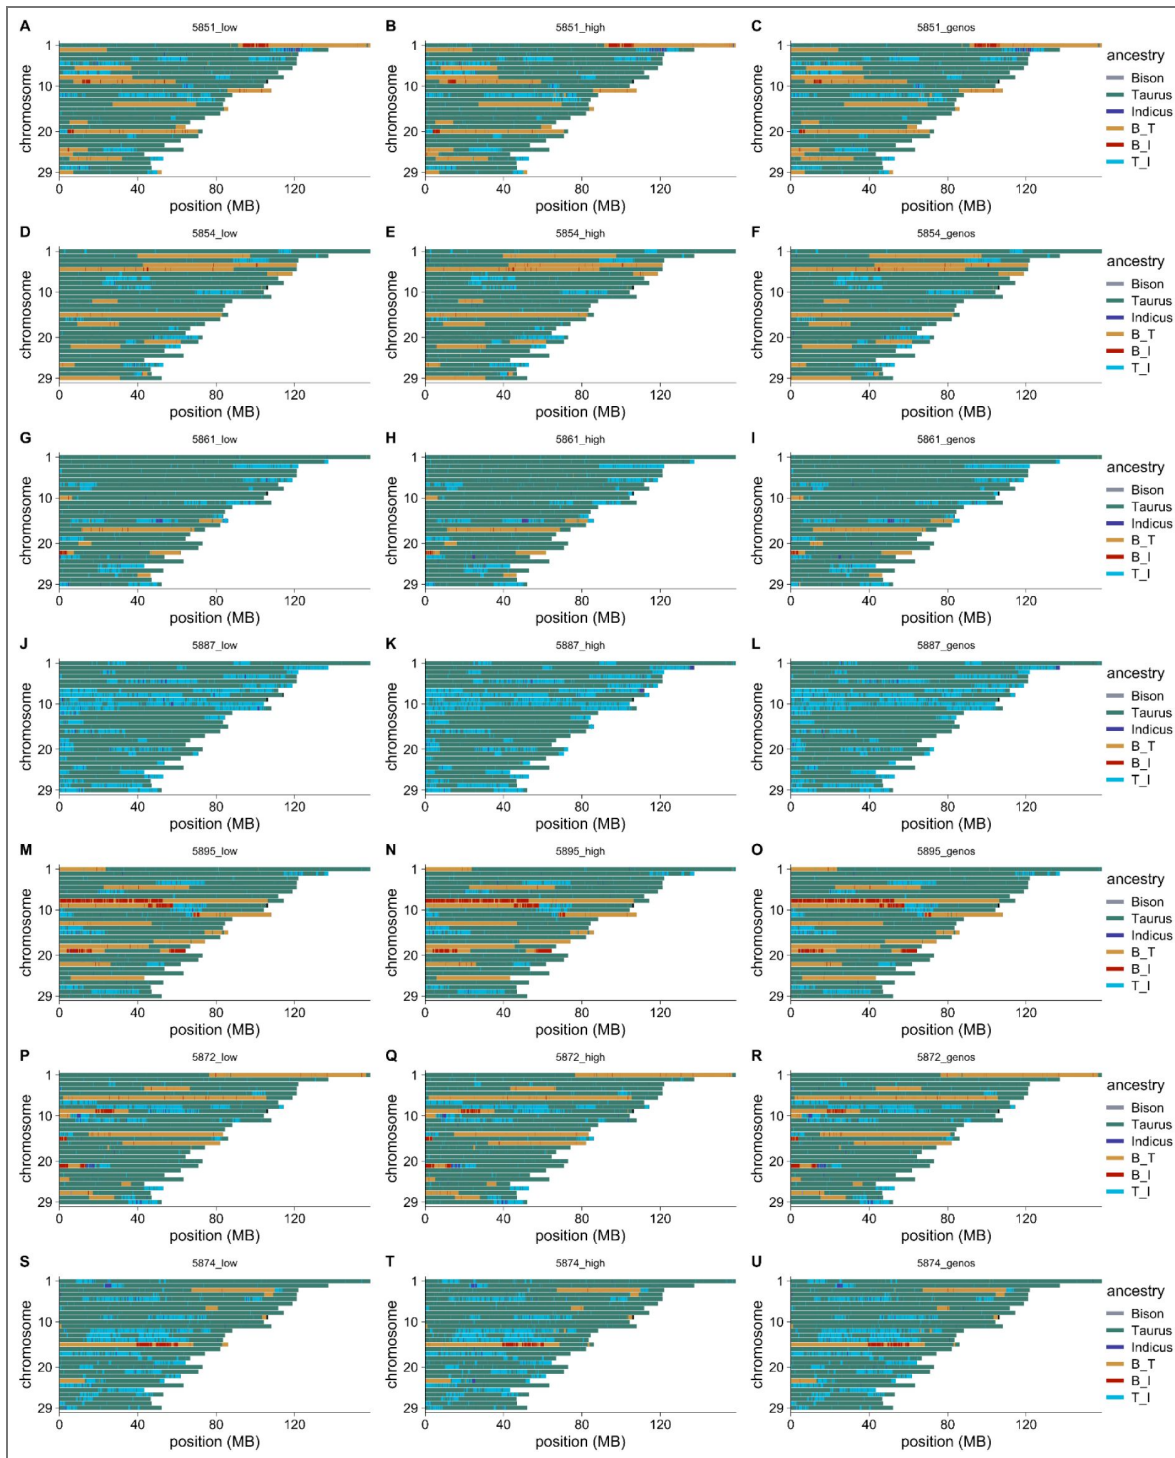 A 5851_low B 5851_high C 5851_genos
chromosome 1 10 20 29 chromosome 1 10 20 29 chromosome 1 10 20 29
ancestry
Bison
Taurus
Indicus
B_T
B_I
T_I
0 40 80 120 0 40 80 120 0 40 80 120
position (MB) position (MB) position (MB)
D 5854_low E 5854_high F 5854_genos
chromosome 1 10 20 29 chromosome 1 10 20 29 chromosome 1 10 20 29
ancestry
Bison
Taurus
Indicus
B_T
B_I
T_I
0 40 80 120 0 40 80 120 0 40 80 120
position (MB) position (MB) position (MB)
G 5861_low H 5861_high I 5861_genos
chromosome 1 10 20 29 chromosome 1 10 20 29 chromosome 1 10 20 29
ancestry
Bison
Taurus
Indicus
B_T
B_I
T_I
0 40 80 120 0 40 80 120 0 40 80 120
position (MB) position (MB) position (MB)
J 5887_low K 5887_high L 5887_genos
chromosome 1 10 20 29 chromosome 1 10 20 29 chromosome 1 10 20 29
ancestry
Bison
Taurus
Indicus
B_T
B_I
T_I
0 40 80 120 0 40 80 120 0 40 80 120
position (MB) position (MB) position (MB)
M 5895_low N 5895_high O 5895_genos
chromosome 1 10 20 29 chromosome 1 10 20 29 chromosome 1 10 20 29
ancestry
Bison
Taurus
Indicus
B_T
B_I
T_I
0 40 80 120 0 40 80 120 0 40 80 120
position (MB) position (MB) position (MB)
P 5872_low Q 5872_high R 5872_genos
chromosome 1 10 20 29 chromosome 1 10 20 29 chromosome 1 10 20 29
ancestry
Bison
Taurus
Indicus
B_T
B_I
T_I
0 40 80 120 0 40 80 120 0 40 80 120
position (MB) position (MB) position (MB)
S 5874_low T 5874_high U 5874_genos
chromosome 1 10 20 29 chromosome 1 10 20 29 chromosome 1 10 20 29
ancestry
Bison
Taurus
Indicus
B_T
B_I
T_I
0 40 80 120 0 40 80 120 0 40 80 120
position (MB) position (MB) position (MB)